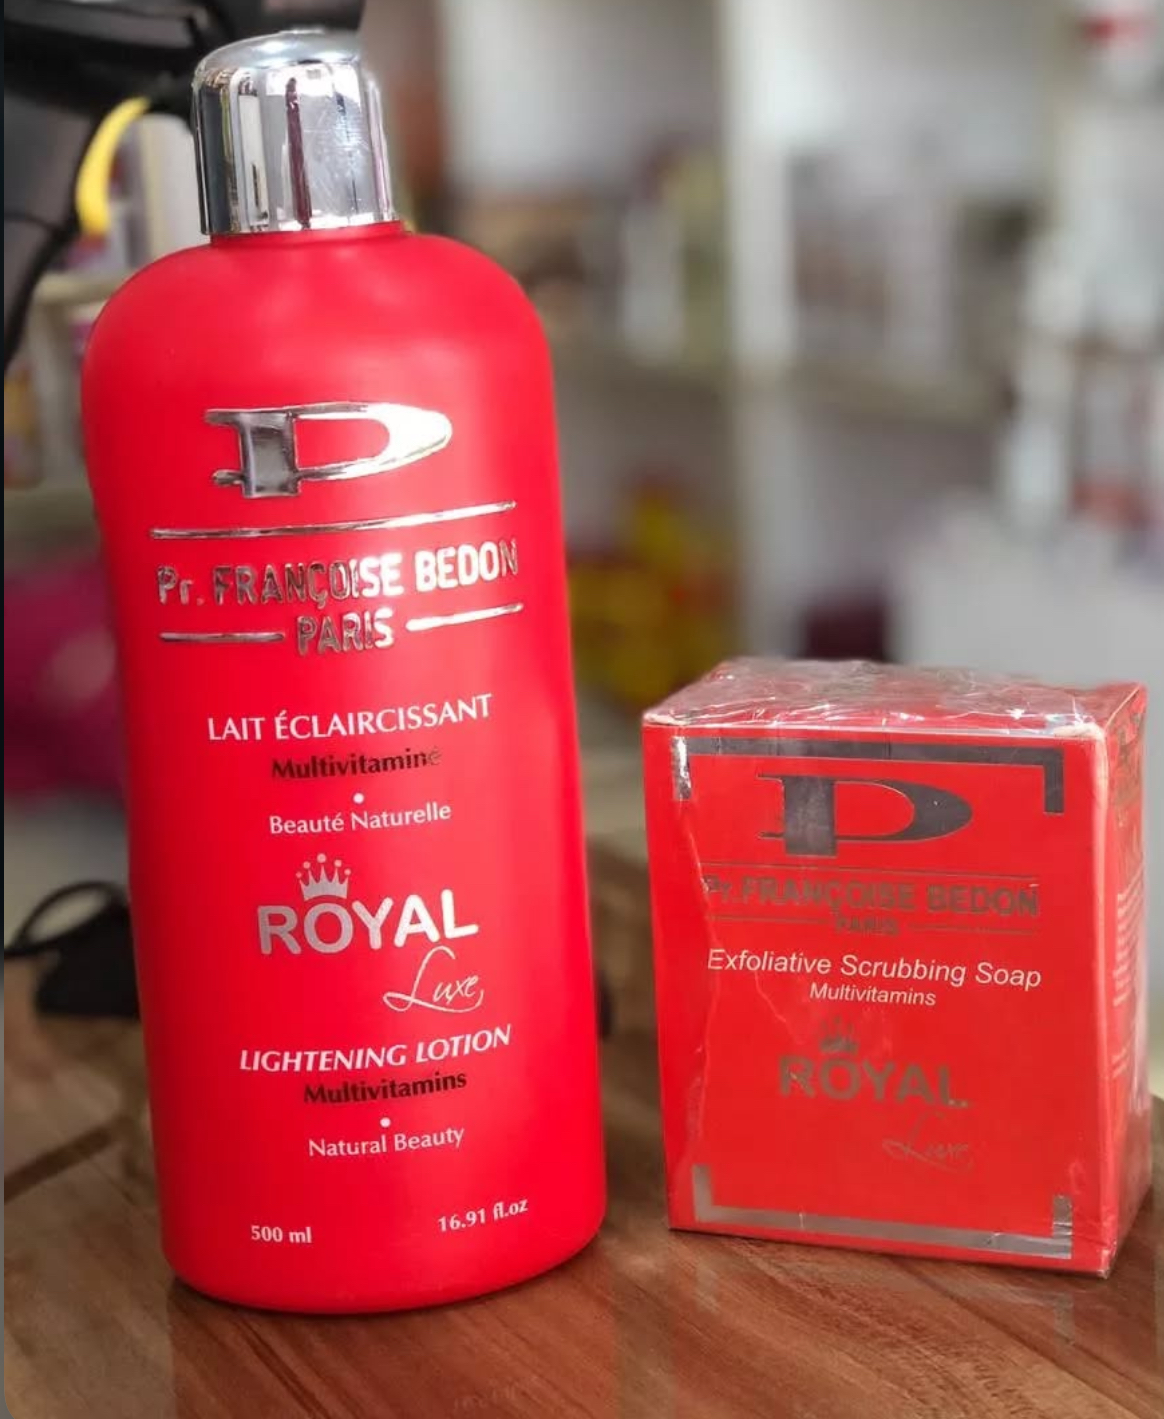 P
Pr. FRANÇOISE BEDON
PARIS
LAIT ÉCLAIRCISSANT
Multivitaminé
Beauté Naturelle
ROYAL
Luxe
LIGHTENING LOTION
Multivitamins
Natural Beauty
500 ml
16.91 fl.oz
P
Pr. FRANÇOISE BEDON
PARIS
Exfoliative Scrubbing Soap
Multivitamins
ROYAL
Luxe